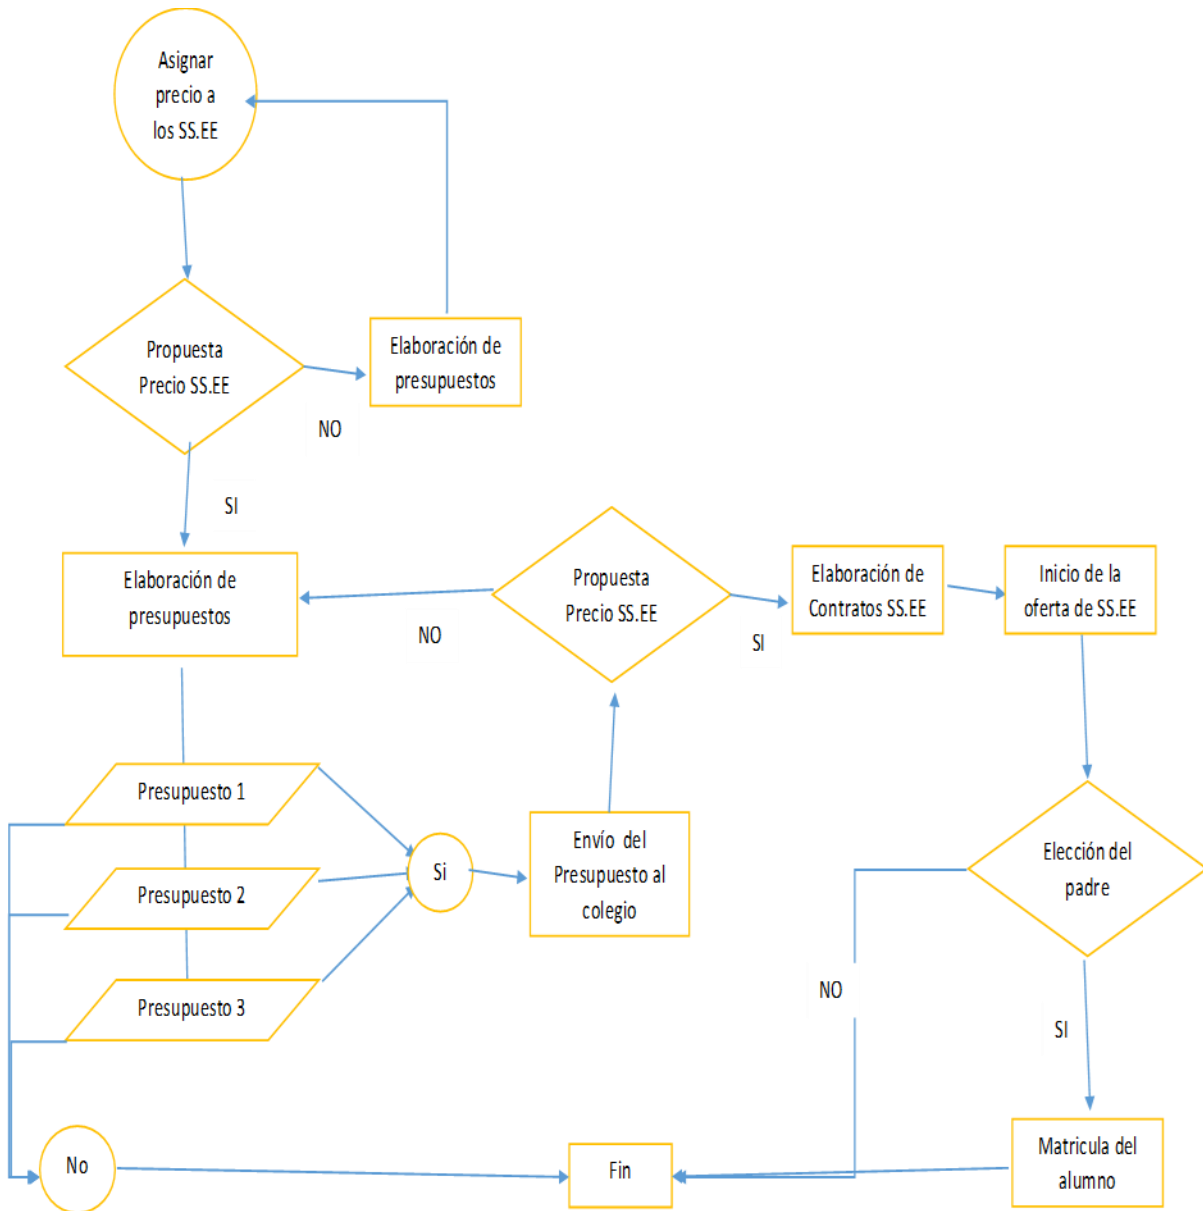 Asignar
precio a
los SS.EE
Propuesta
Precio SS.EE
Elaboración de
presupuestos
NO
SI
Elaboración de
presupuestos
Propuesta
Precio SS.EE
NO
SI
Elaboración de
Contratos SS.EE
Inicio de la
oferta de SS.EE
Presupuesto 1
Presupuesto 2
Presupuesto 3
Si
Envío del
Presupuesto al
colegio
Elección del
padre
NO
SI
No
Fin
Matricula del
alumno